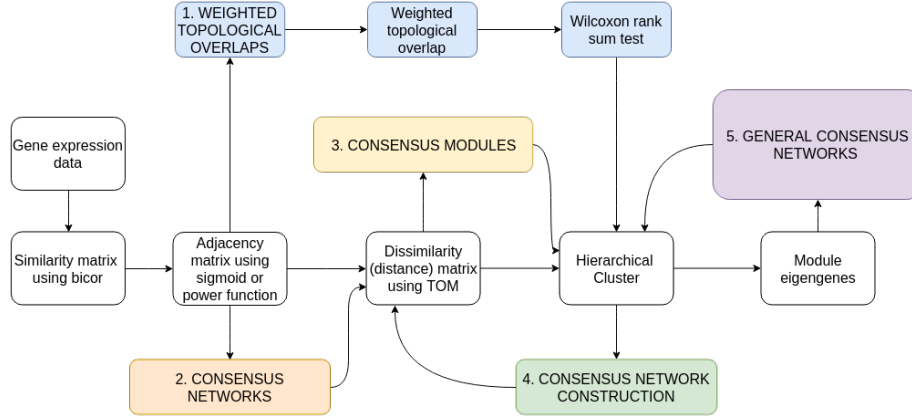 1. WEIGHTED
TOPOLOGICAL
OVERLAPS
Weighted
topological
overlap
Wilcoxon rank
sum test
Gene expression
data
3. CONSENSUS MODULES
5. GENERAL CONSENSUS
NETWORKS
Similarity matrix
using bicor
Adjacency
matrix using
sigmoid or
power function
Dissimilarity
(distance) matrix
using TOM
Hierarchical
Cluster
Module
eigengenes
2. CONSENSUS
NETWORKS
4. CONSENSUS NETWORK
CONSTRUCTION